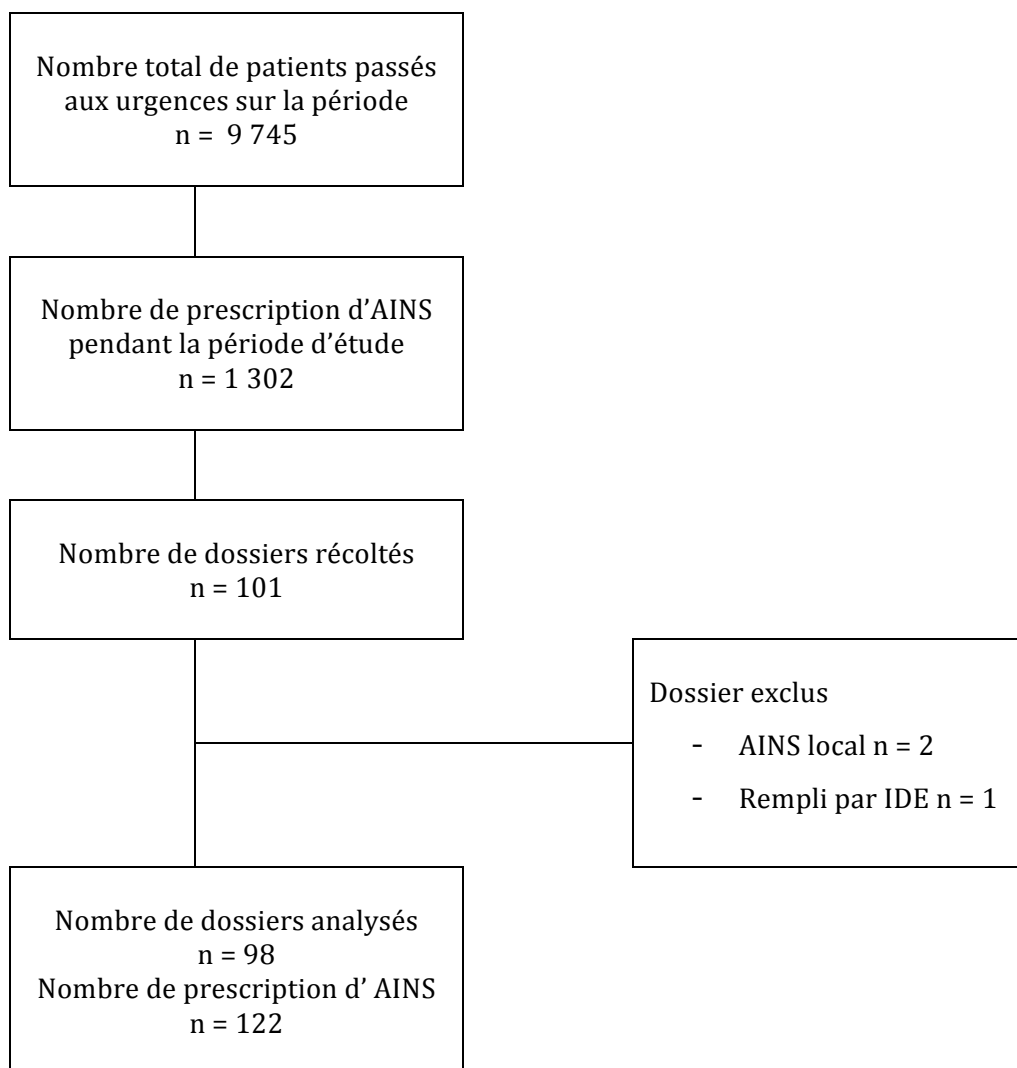 Nombre total de patients passés
aux urgences sur la période
n =  9 745
Nombre de prescription d’AINS
pendant la période d’étude
n = 1 302
Nombre de dossiers récoltés
n = 101
Dossier exclus
- AINS local n = 2
- Rempli par IDE n = 1
Nombre de dossiers analysés
n = 98
Nombre de prescription d’ AINS
n = 122